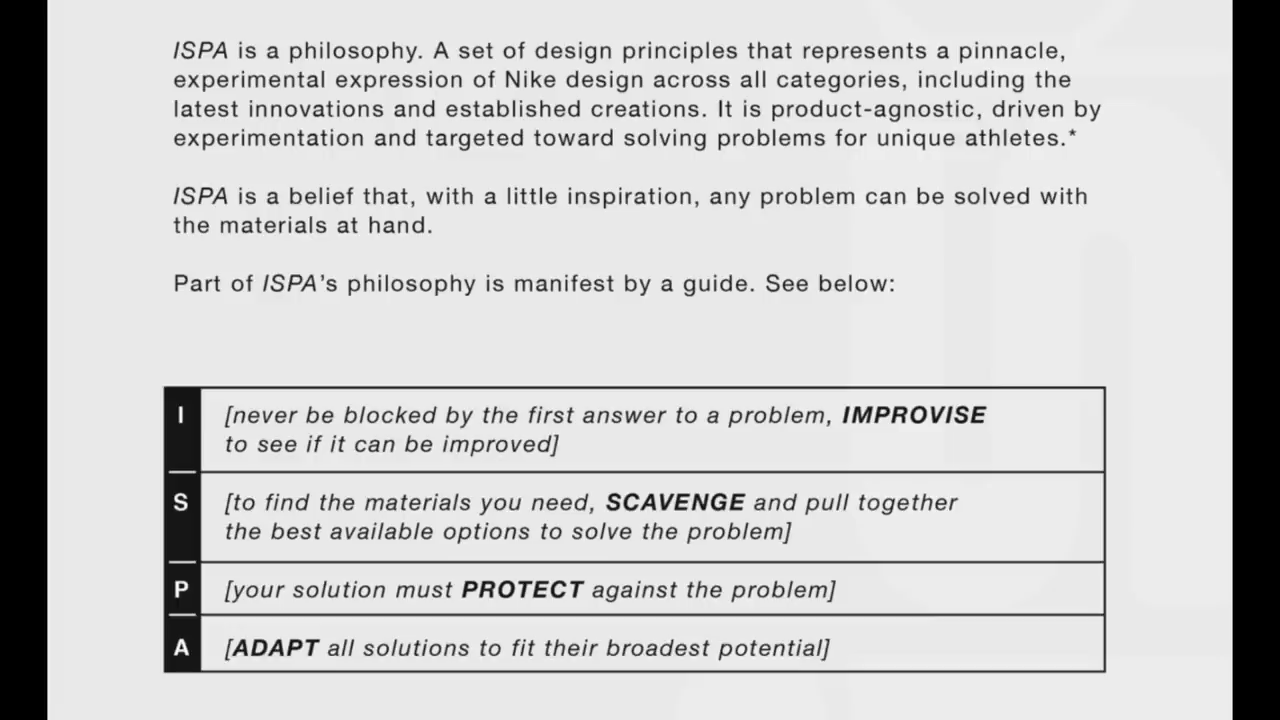 ISPA is a philosophy. A set of design principles that represents a pinnacle,
experimental expression of Nike design across all categories, including the
latest innovations and established creations. It is product-agnostic, driven by
experimentation and targeted toward solving problems for unique athletes.*
ISPA is a belief that, with a little inspiration, any problem can be solved with
the materials at hand.
Part of ISPA's philosophy is manifest by a guide. See below:
I [never be blocked by the first answer to a problem, IMPROVISE
to see if it can be improved]
S [to find the materials you need, SCAVENGE and pull together
the best available options to solve the problem]
P [your solution must PROTECT against the problem]
A [ADAPT all solutions to fit their broadest potential]